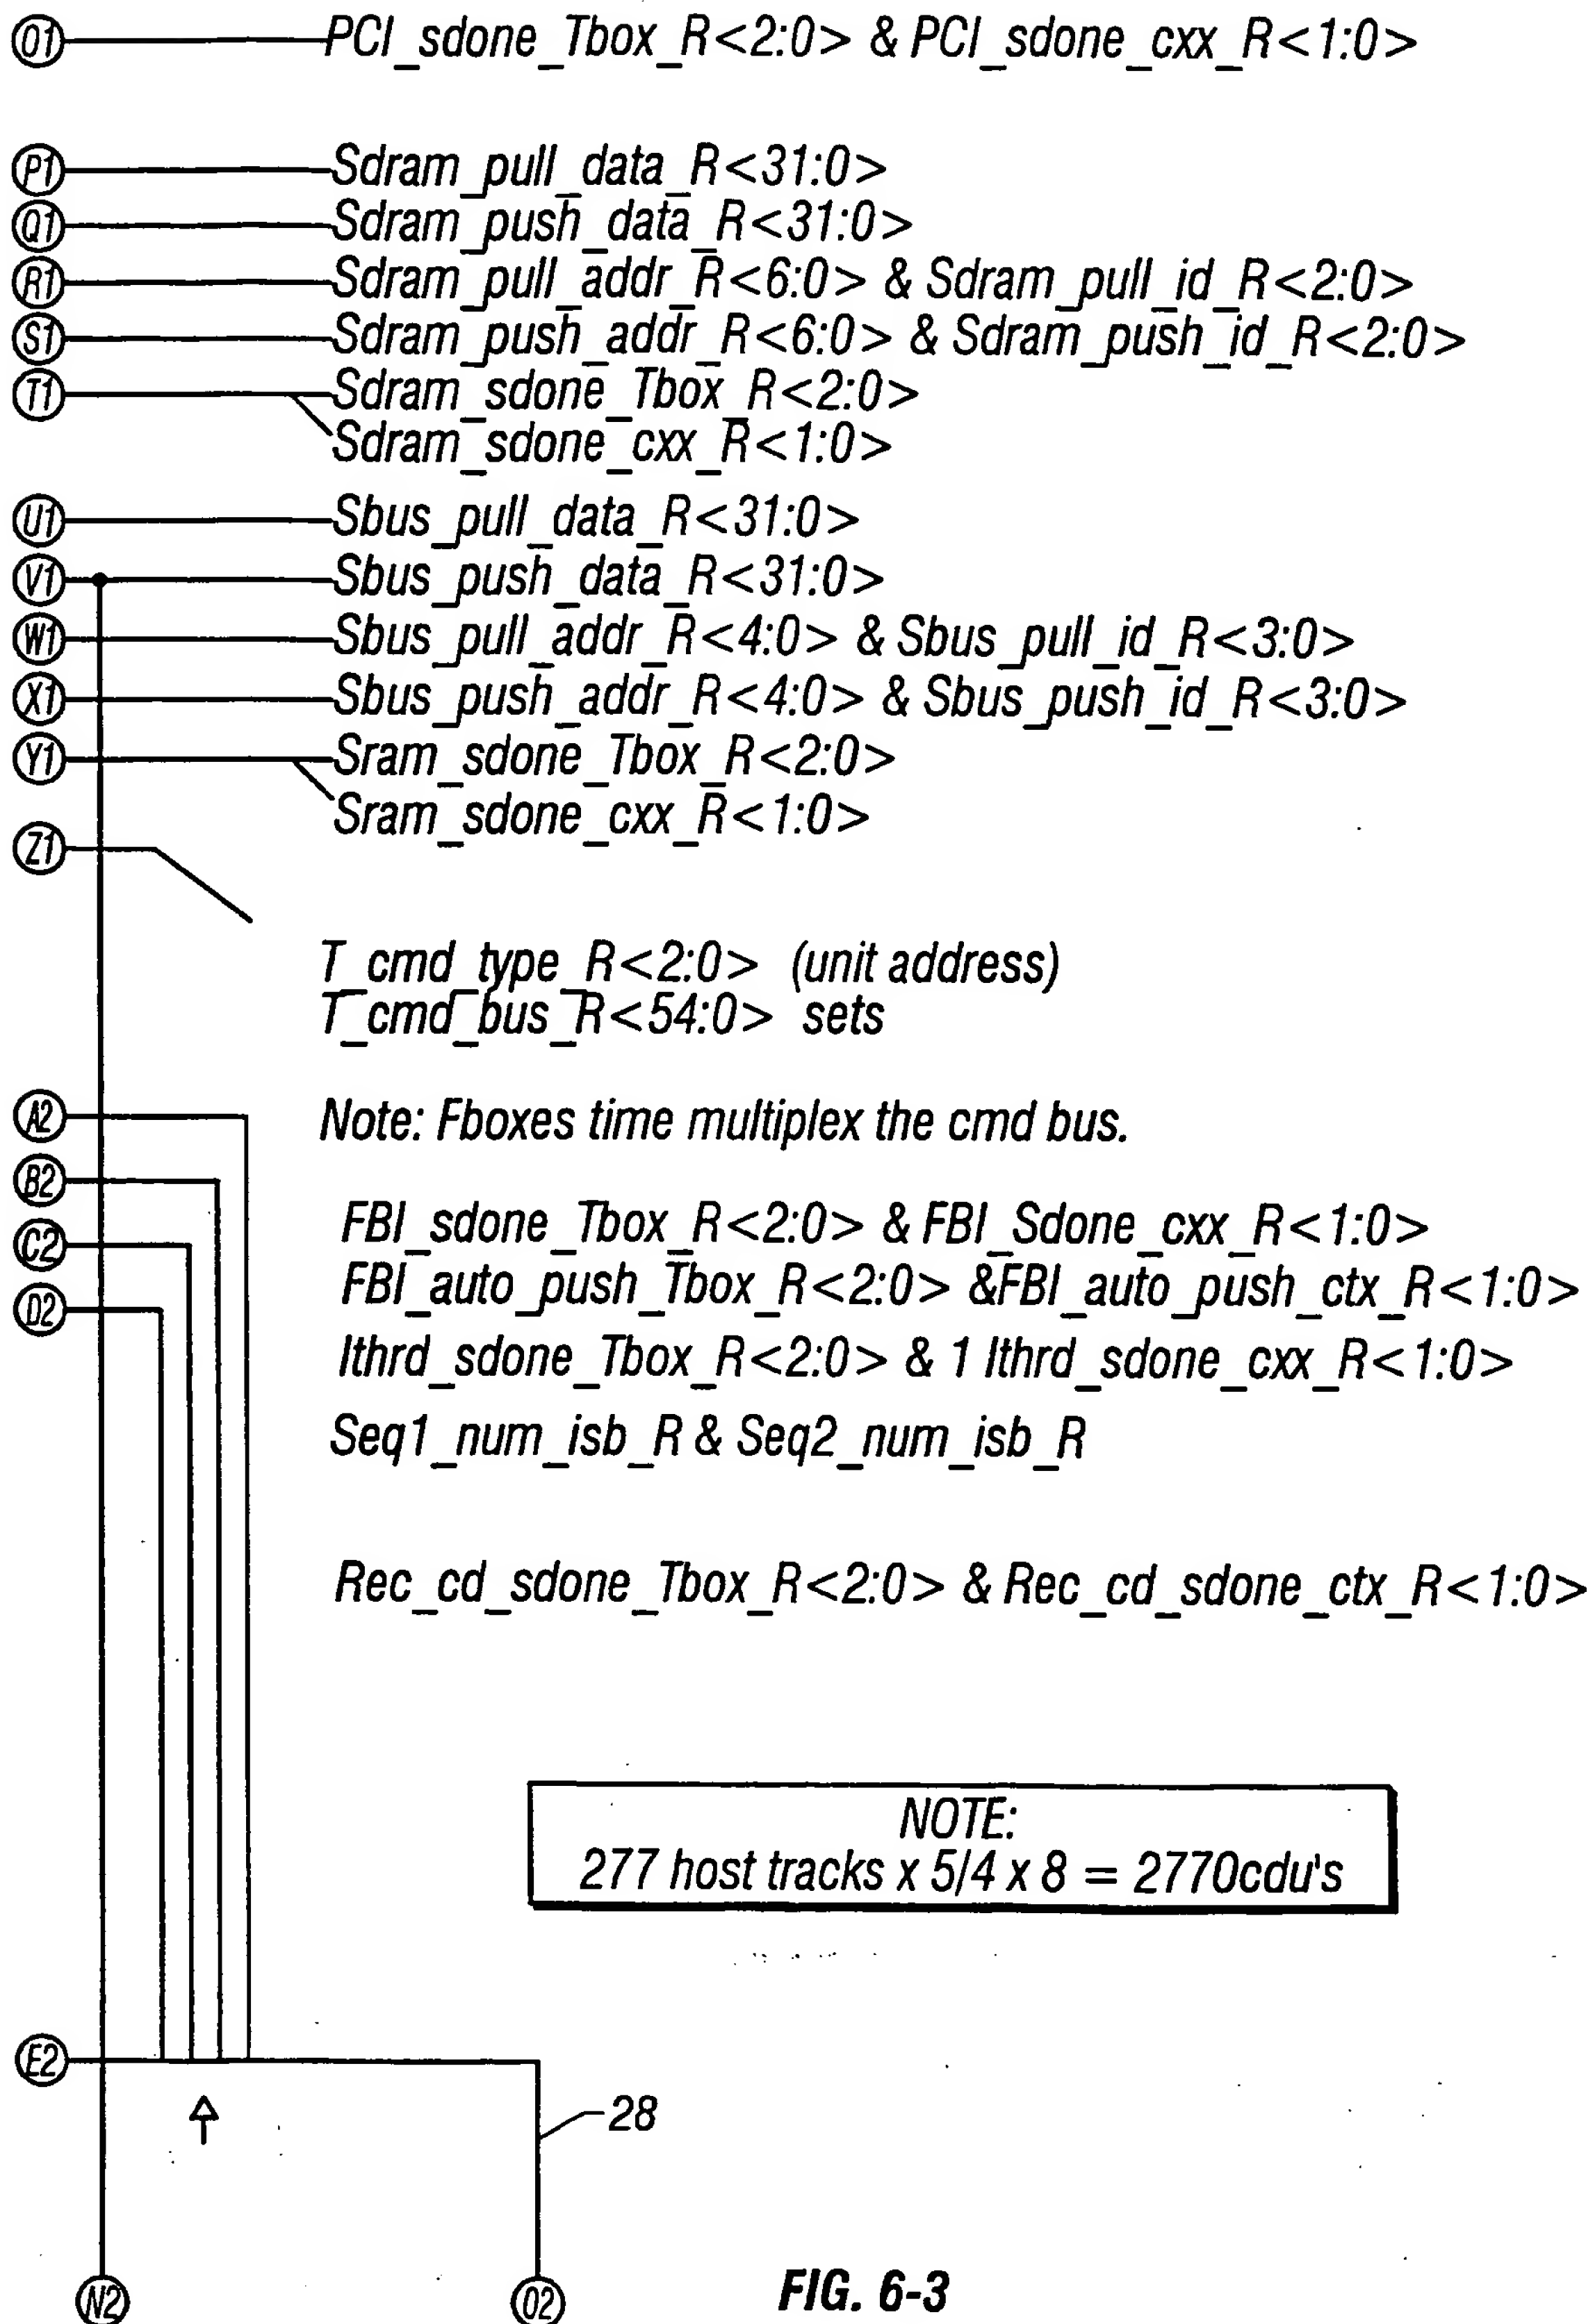 O1 PCI_sdone_Tbox_R<2:0> & PCI_sdone_cxx_R<1:0>
P1 Sdram_pull_data_R<31:0>
Q1 Sdram_push_data_R<31:0>
R1 Sdram_pull_addr_R<6:0> & Sdram_pull_id_R<2:0>
S1 Sdram_push_addr_R<6:0> & Sdram_push_id_R<2:0>
T1 Sdram_sdone_Tbox_R<2:0>
Sdram_sdone_cxx_R<1:0>
U1 Sbus_pull_data_R<31:0>
V1 Sbus_push_data_R<31:0>
W1 Sbus_pull_addr_R<4:0> & Sbus_pull_id_R<3:0>
X1 Sbus_push_addr_R<4:0> & Sbus_push_id_R<3:0>
Y1 Sram_sdone_Tbox_R<2:0>
Sram_sdone_cxx_R<1:0>
Z1
T_cmd_type_R<2:0> (unit address)
T_cmd_bus_R<54:0> sets
A2 Note: Fboxes time multiplex the cmd bus.
B2
FBI_sdone_Tbox_R<2:0> & FBI_Sdone_cxx_R<1:0>
C2
FBI_auto_push_Tbox_R<2:0> &FBI_auto_push_ctx_R<1:0>
D2
Ithrd_sdone_Tbox_R<2:0> & 1 Ithrd_sdone_cxx_R<1:0>
Seq1_num_isb_R & Seq2_num_isb_R
Rec_cd_sdone_Tbox_R<2:0> & Rec_cd_sdone_ctx_R<1:0>
NOTE:
277 host tracks x 5/4 x 8 = 2770cdu's
E2
28
N2
O2
FIG. 6-3